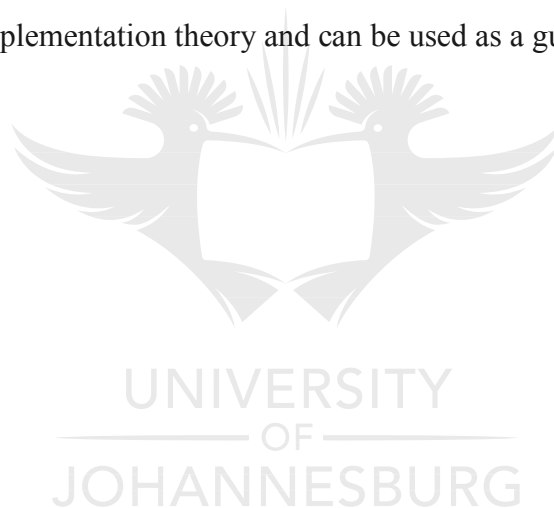 plementation theory and can be used as a gu
UNIVERSITY
OF
JOHANNESBURG